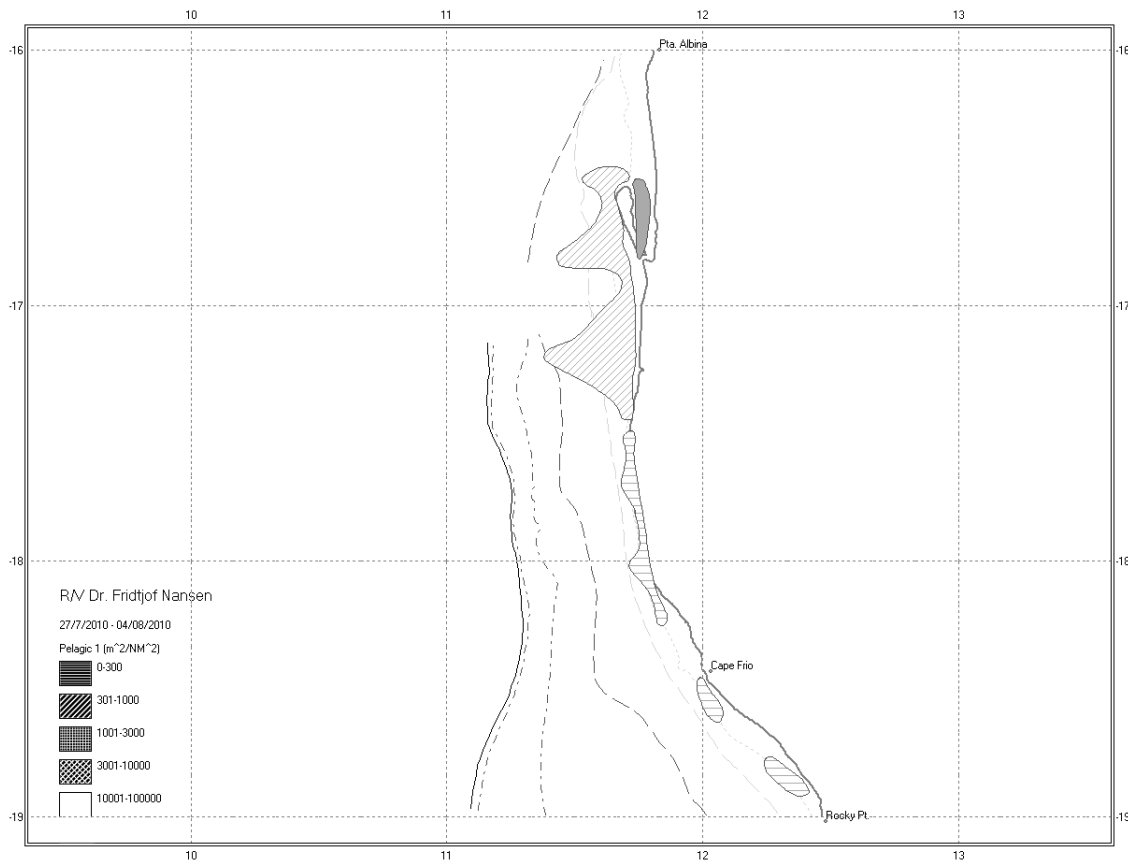 10 11 12 13
Pta. Albina
-16 -16
-17 -17
-18 -18
R/V Dr. Fridtjof Nansen
27/7/2010 - 04/08/2010
Pelagic 1 (m^2/NM^2)
0-300
Cape Frio
301-1000
1001-3000
3001-10000
10001-100000
-19 -19
Rocky Pt.
10 11 12 13